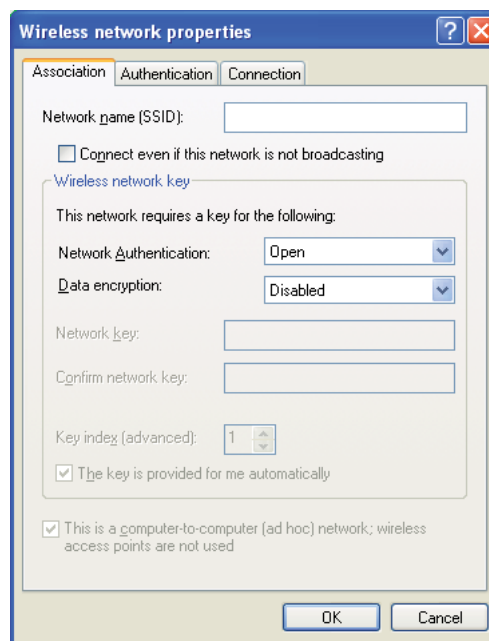 Wireless network properties
Association Authentication Connection
Network name (SSID):
Connect even if this network is not broadcasting
Wireless network key
This network requires a key for the following:
Network Authentication: Open
Data encryption: Disabled
Network key:
Confirm network key:
Key index (advanced): 1
The key is provided for me automatically
This is a computer-to-computer (ad hoc) network; wireless
access points are not used
OK Cancel